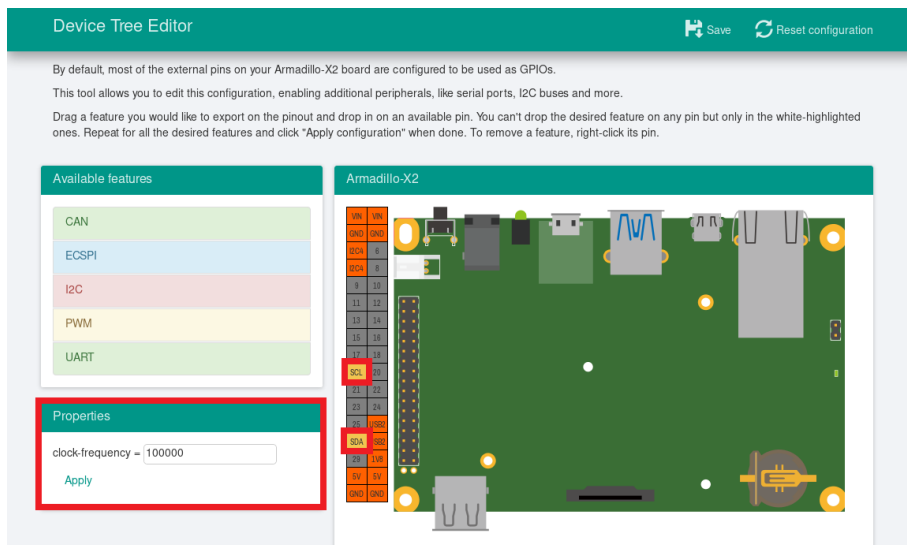 Device Tree Editor
Save
Reset configuration
By default, most of the external pins on your Armadillo-X2 board are configured to be used as GPIOs.
This tool allows you to edit this configuration, enabling additional peripherals, like serial ports, I2C buses and more.
Drag a feature you would like to export on the pinout and drop in on an available pin. You can't drop the desired feature on any pin but only in the white-highlighted
ones. Repeat for all the desired features and click "Apply configuration" when done. To remove a feature, right-click its pin.
Available features
CAN
ECSPI
I2C
PWM
UART
Properties
clock-frequency = 100000
Apply
Armadillo-X2
VIN VIN
GND GND
I2C4 6
I2C4 8
9 10
11 12
13 14
15 16
17 18
SCL 20
21 22
23 24
25 USB2
SDA USB2
29 1V8
5V 5V
GND GND